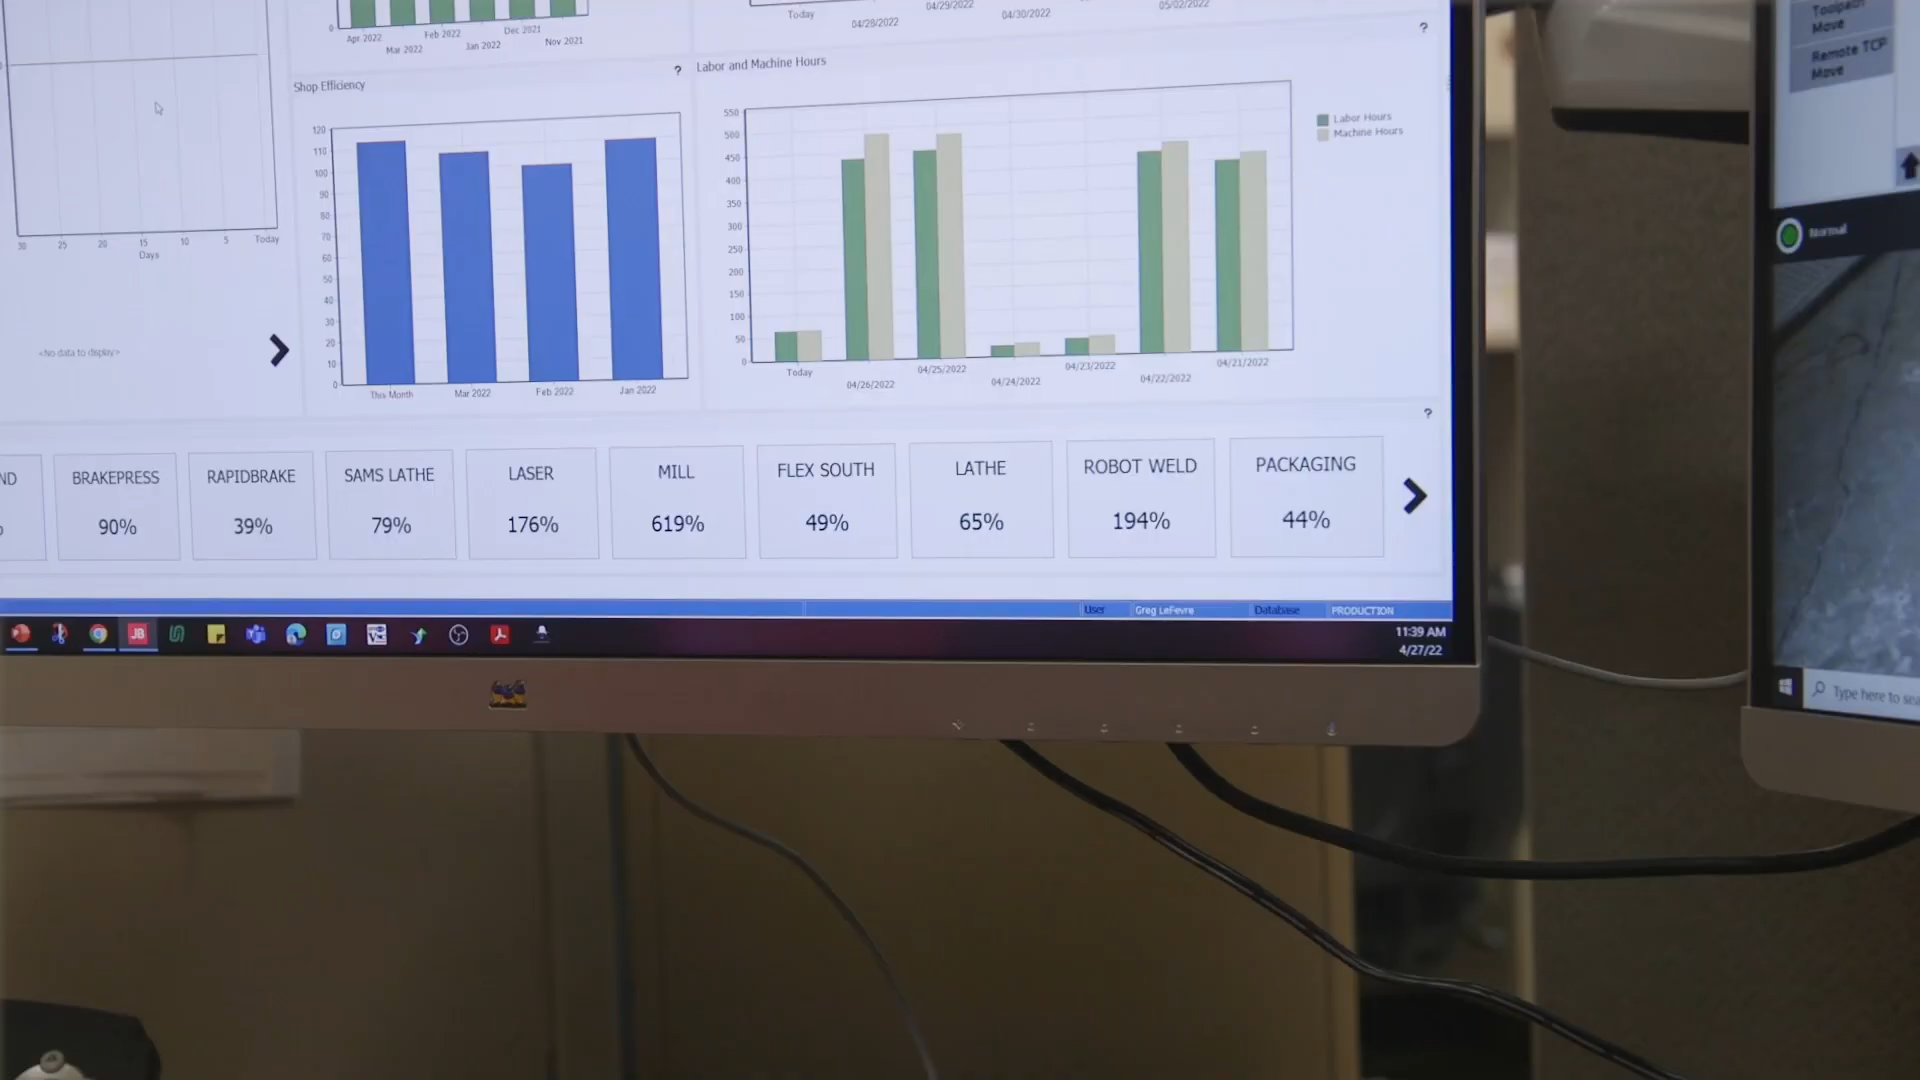 0
Apr 2022
Mar 2022
Feb 2022
Jan 2022
Dec 2021
Nov 2021
Today
04/28/2022
04/29/2022
04/30/2022
05/02/2022
?
Shop Efficiency
?
120
110
100
90
80
70
60
50
40
30
20
10
0
This Month
Mar 2022
Feb 2022
Jan 2022
Labor and Machine Hours
550
500
450
400
350
300
250
200
150
100
50
0
Today
04/26/2022
04/25/2022
04/24/2022
04/23/2022
04/22/2022
04/21/2022
Labor Hours
Machine Hours
30
25
20
15
10
5
Today
Days
<No data to display>
?
ND
BRAKEPRESS
90%
RAPIDBRAKE
39%
SAMS LATHE
79%
LASER
176%
MILL
619%
FLEX SOUTH
49%
LATHE
65%
ROBOT WELD
194%
PACKAGING
44%
User
Greg LeFevre
Database
PRODUCTION
JB
11:39 AM
4/27/22
Toolpath
Move
Remote TCP
Move
Normal
Type here to sea